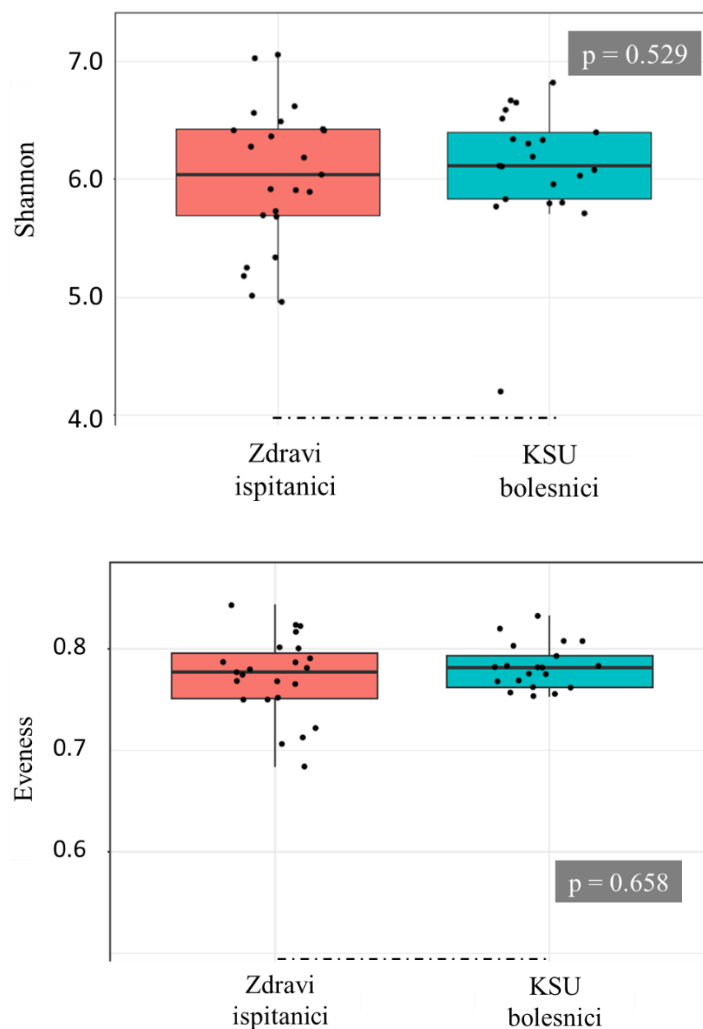 7.0
p = 0.529
6.0
Shannon
5.0
4.0
Zdravi
ispitanici
KSU
bolesnici
0.8
0.7
Eveness
0.6
p = 0.658
Zdravi
ispitanici
KSU
bolesnici